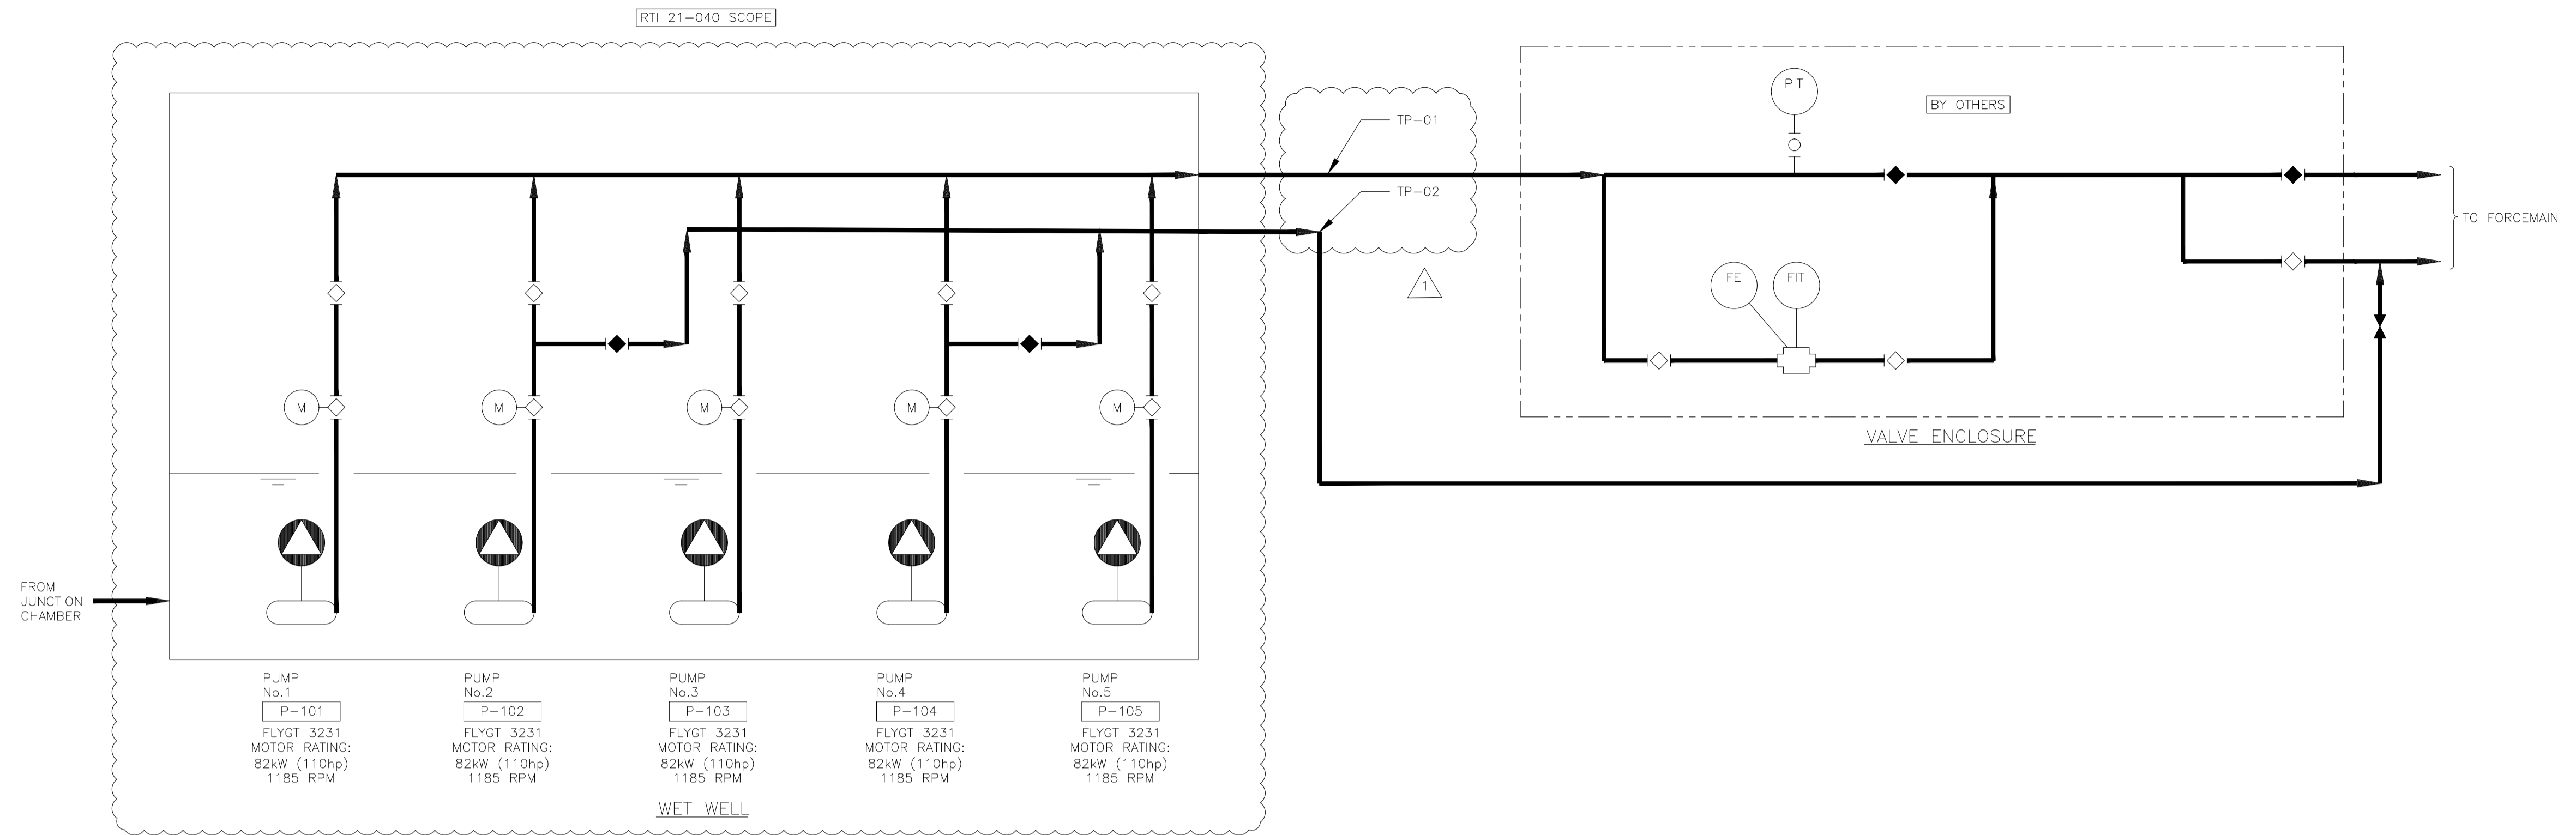 RTI 21-040 SCOPE
PIT
BY OTHERS
TP-01
TP-02
TO FORCEMAIN
1
FE
FIT
M
M
M
M
M
VALVE ENCLOSURE
FROM
JUNCTION
CHAMBER
PUMP
No.1
P-101
FLYGT 3231
MOTOR RATING:
82kW (110hp)
1185 RPM
PUMP
No.2
P-102
FLYGT 3231
MOTOR RATING:
82kW (110hp)
1185 RPM
PUMP
No.3
P-103
FLYGT 3231
MOTOR RATING:
82kW (110hp)
1185 RPM
PUMP
No.4
P-104
FLYGT 3231
MOTOR RATING:
82kW (110hp)
1185 RPM
PUMP
No.5
P-105
FLYGT 3231
MOTOR RATING:
82kW (110hp)
1185 RPM
WET WELL